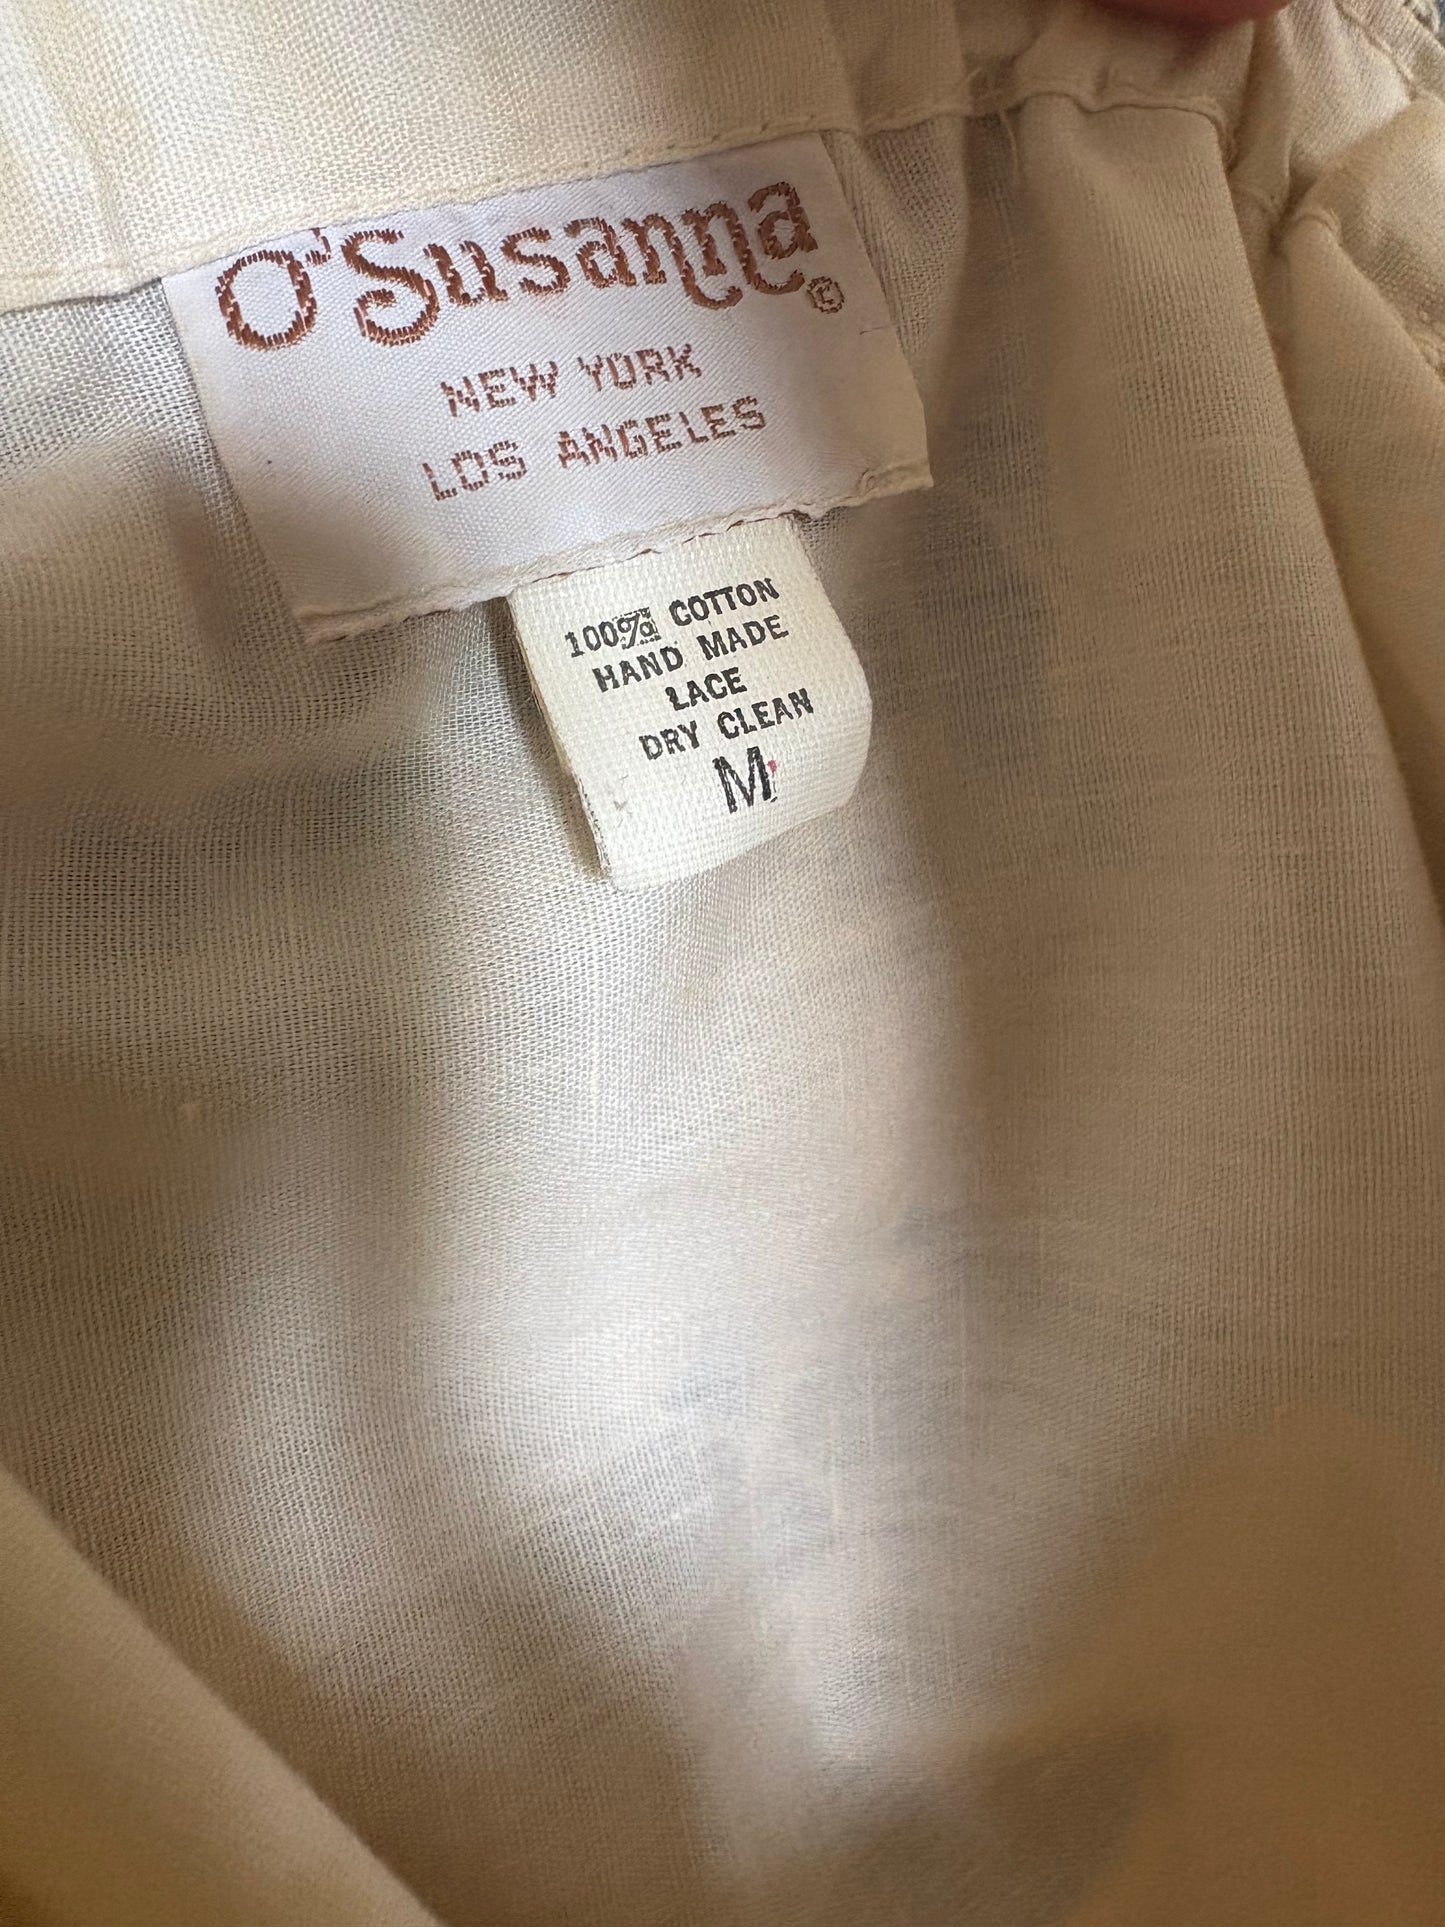 O'Susanna ©
NEW YORK
LOS ANGELES
100% COTTON
HAND MADE
LACE
DRY CLEAN
M